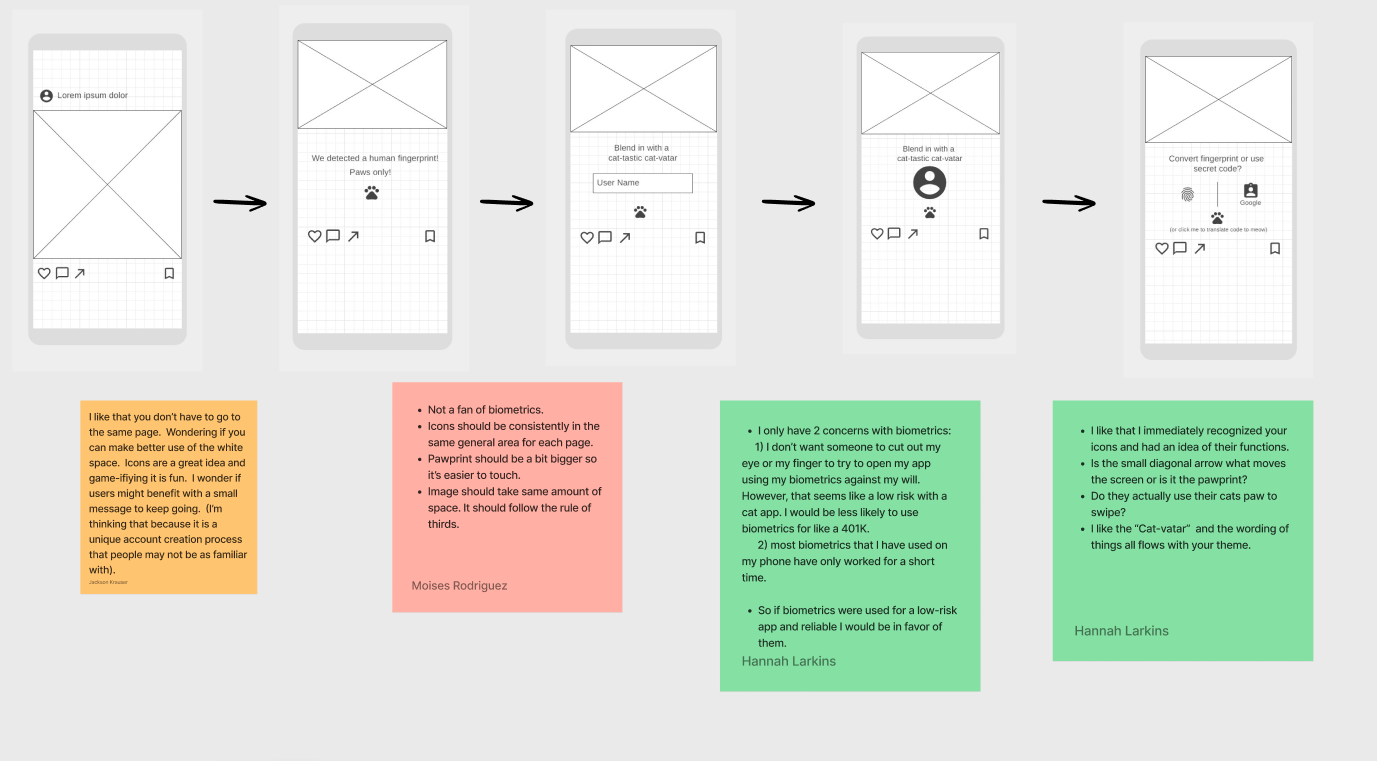 Lorem ipsum dolor
We detected a human fingerprint!
Paws only!
Blend in with a
cat-tastic cat-vatar
User Name
Blend in with a
cat-tastic cat-vatar
Convert fingerprint or use
secret code?
Google
(or click me to translate code to meow)
I like that you don't have to go to
the same page.  Wondering if you
can make better use of the white
space.  Icons are a great idea and
game-ifiying it is fun.  I wonder if
users might benefit with a small
message to keep going.  (I'm
thinking that because it is a
unique account creation process
that people may not be as familiar
with).
Jackson Kreuser
• Not a fan of biometrics.
• Icons should be consistently in the
same general area for each page.
• Pawprint should be a bit bigger so
it's easier to touch.
• Image should take same amount of
space. It should follow the rule of
thirds.
Moises Rodriguez
• I only have 2 concerns with biometrics:
1) I don't want someone to cut out my
eye or my finger to try to open my app
using my biometrics against my will.
However, that seems like a low risk with a
cat app. I would be less likely to use
biometrics for like a 401K.
2) most biometrics that I have used on
my phone have only worked for a short
time.
• So if biometrics were used for a low-risk
app and reliable I would be in favor of
them.
Hannah Larkins
• I like that I immediately recognized your
icons and had an idea of their functions.
• Is the small diagonal arrow what moves
the screen or is it the pawprint?
• Do they actually use their cats paw to
swipe?
• I like the "Cat-vatar"  and the wording of
things all flows with your theme.
Hannah Larkins